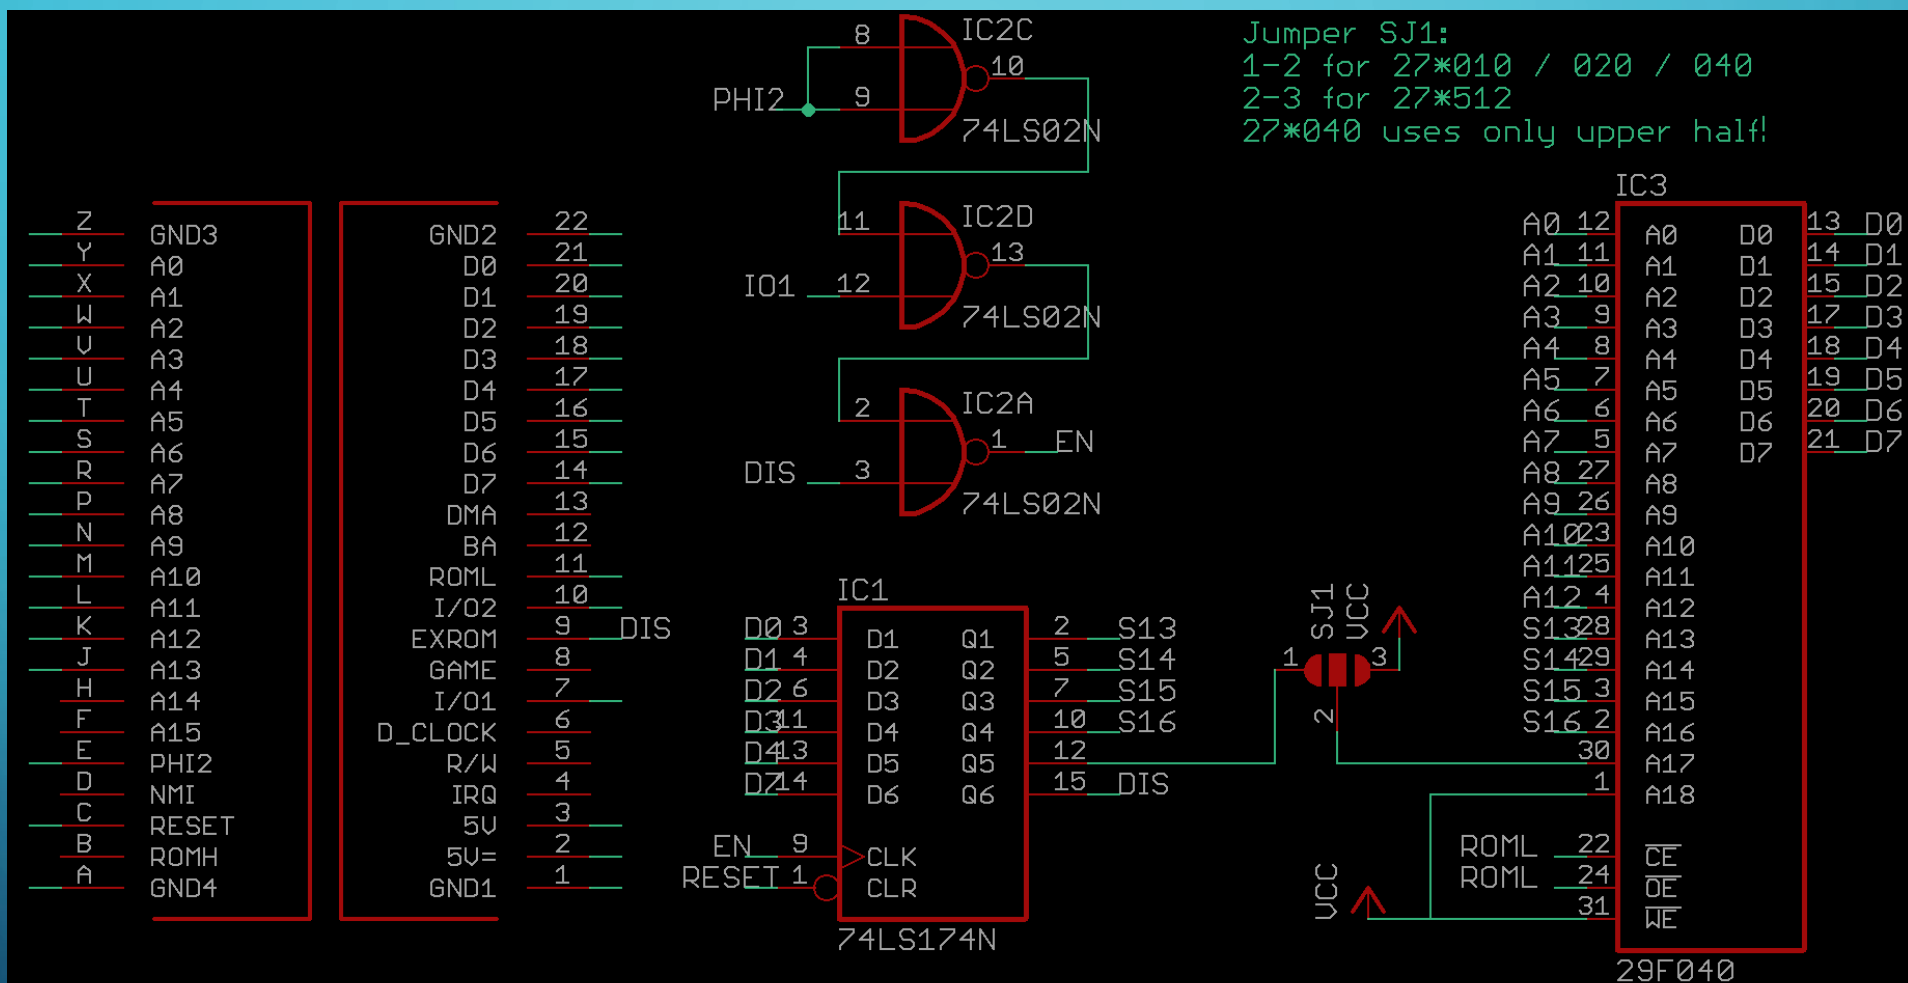 Jumper SJ1:
1-2 for 27*010 / 020 / 040
2-3 for 27*512
27*040 uses only upper half!
IC2C
8
10
PHI2
9
74LS02N
IC2D
11
13
IO1
12
74LS02N
IC2A
2
1
EN
DIS
3
74LS02N
Z GND3
Y A0
X A1
W A2
V A3
U A4
T A5
S A6
R A7
P A8
N A9
M A10
L A11
K A12
J A13
H A14
F A15
E PHI2
D NMI
C RESET
B ROMH
A GND4
GND2 22
D0 21
D1 20
D2 19
D3 18
D4 17
D5 16
D6 15
D7 14
DMA 13
BA 12
ROML 11
I/O2 10
EXROM 9 DIS
GAME 8
I/O1 7
D_CLOCK 6
R/W 5
IRQ 4
5V 3
5V= 2
GND1 1
IC1
D0 3 D1 Q1 2 S13
D1 4 D2 Q2 5 S14
D2 6 D3 Q3 7 S15
D3 11 D4 Q4 10 S16
D4 13 D5 Q5 12
D7 14 D6 Q6 15 DIS
EN 9 CLK
RESET 1 CLR
74LS174N
SJ1
VCC
1
3
2
IC3
A0 12 A0 D0 13 D0
A1 11 A1 D1 14 D1
A2 10 A2 D2 15 D2
A3 9 A3 D3 17 D3
A4 8 A4 D4 18 D4
A5 7 A5 D5 19 D5
A6 6 A6 D6 20 D6
A7 5 A7 D7 21 D7
A8 27 A8
A9 26 A9
A10 23 A10
A11 25 A11
A12 4 A12
S13 28 A13
S14 29 A14
S15 3 A15
S16 2 A16
30 A17
1 A18
ROML 22 CE
ROML 24 OE
31 WE
VCC
29F040